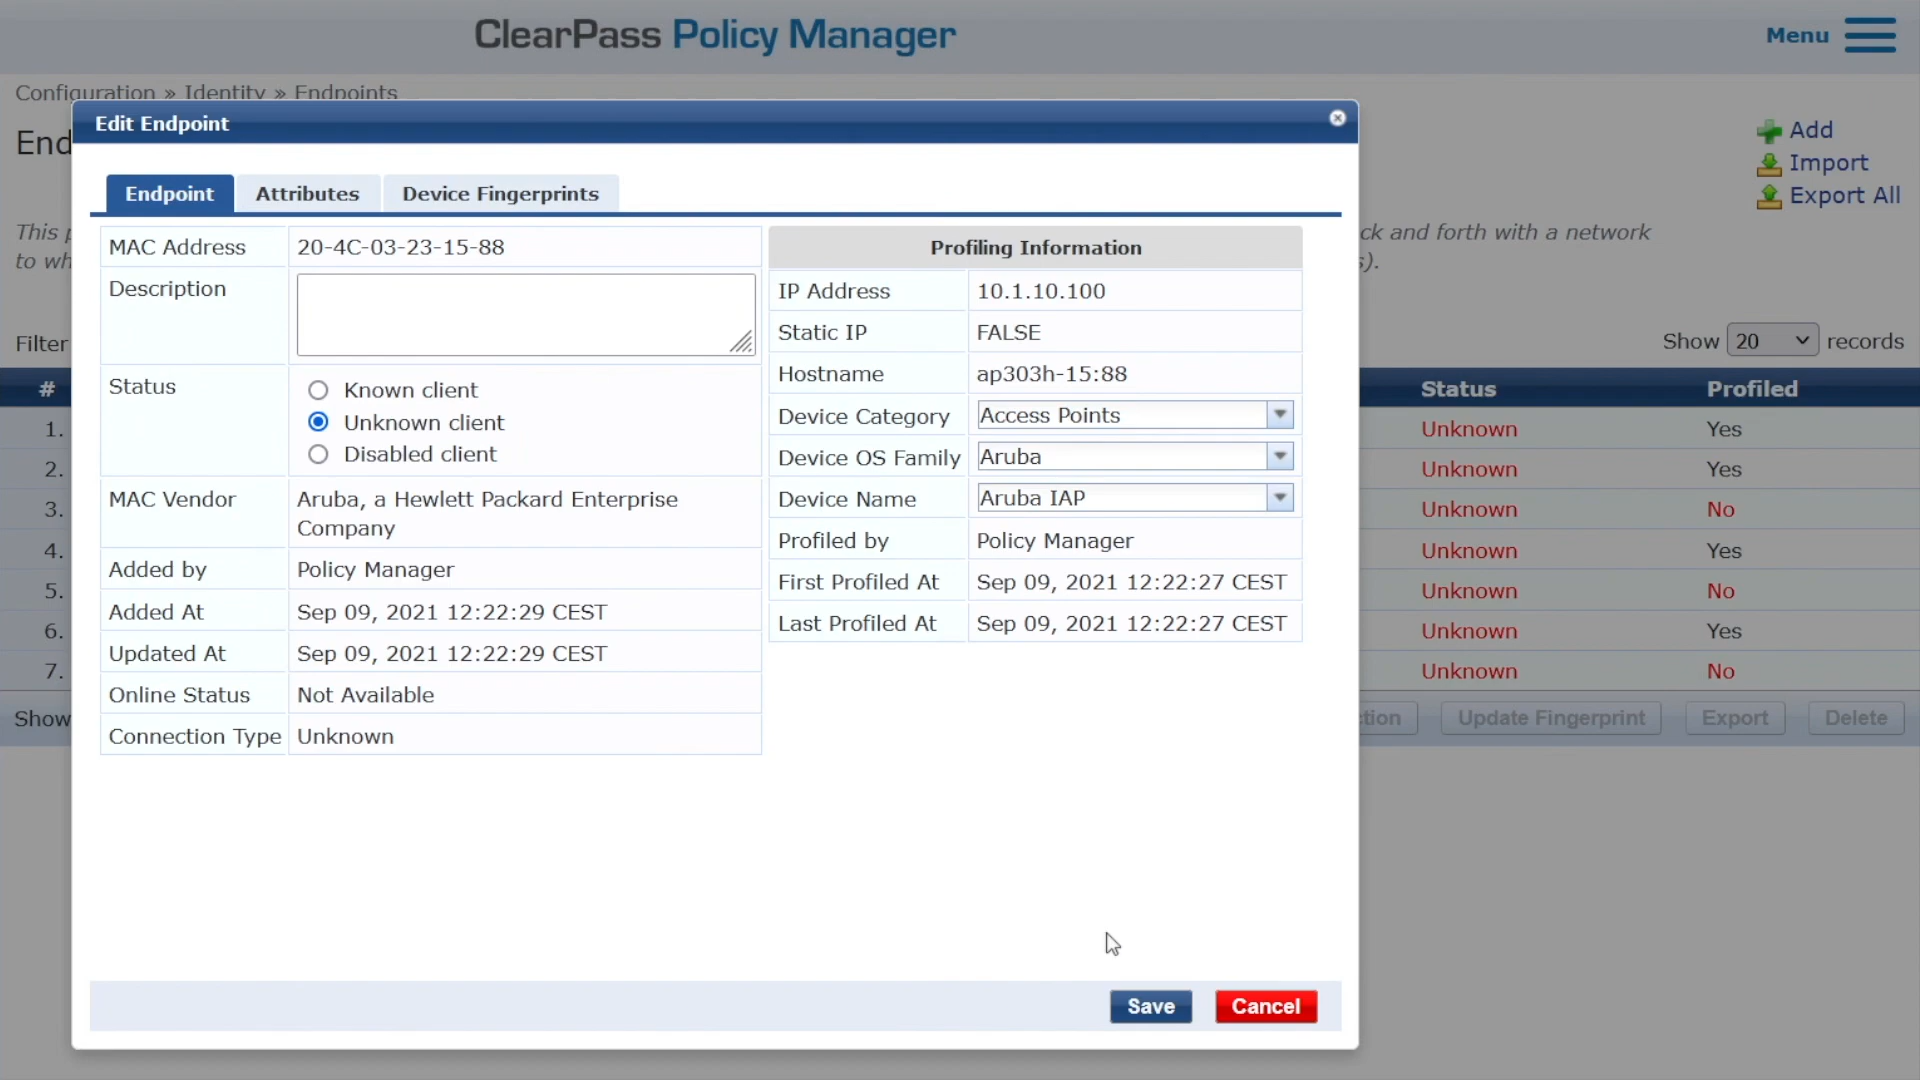 ClearPass Policy Manager
Menu
Configuration » Identity » Endpoints
Edit Endpoint
Add
Import
Export All
Endpoint Attributes Device Fingerprints
MAC Address 20-4C-03-23-15-88
Description
Status
Known client
Unknown client
Disabled client
MAC Vendor Aruba, a Hewlett Packard Enterprise
Company
Added by Policy Manager
Added At Sep 09, 2021 12:22:29 CEST
Updated At Sep 09, 2021 12:22:29 CEST
Online Status Not Available
Connection Type Unknown
Profiling Information
IP Address 10.1.10.100
Static IP FALSE
Hostname ap303h-15:88
Device Category Access Points
Device OS Family Aruba
Device Name Aruba IAP
Profiled by Policy Manager
First Profiled At Sep 09, 2021 12:22:27 CEST
Last Profiled At Sep 09, 2021 12:22:27 CEST
Save Cancel
This
and forth with a network
to
Filter
Show 20 records
# Status Profiled
1. Unknown Yes
2. Unknown Yes
3. Unknown No
4. Unknown Yes
5. Unknown No
6. Unknown Yes
7. Unknown No
Show
Update Fingerprint Export Delete